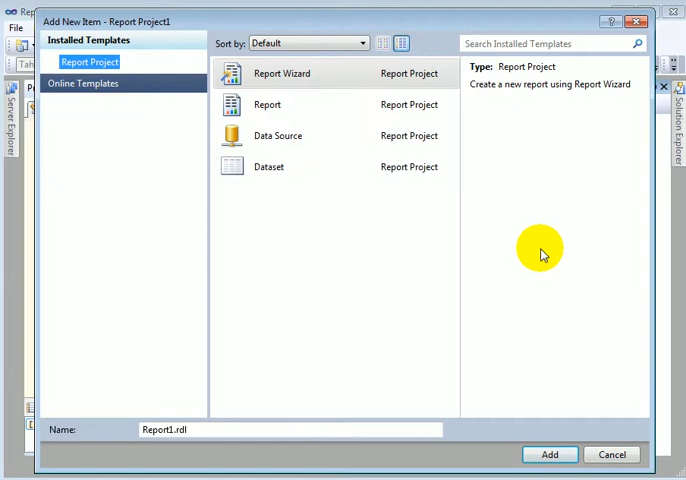 Add New Item - Report Project1
File
Installed Templates
Report Project
Online Templates
Sort by: Default
Search Installed Templates
Report Wizard Report Project
Report Report Project
Data Source Report Project
Dataset Report Project
Type: Report Project
Create a new report using Report Wizard
Server Explorer
Solution Explorer
Name: Report1.rdl
Add Cancel